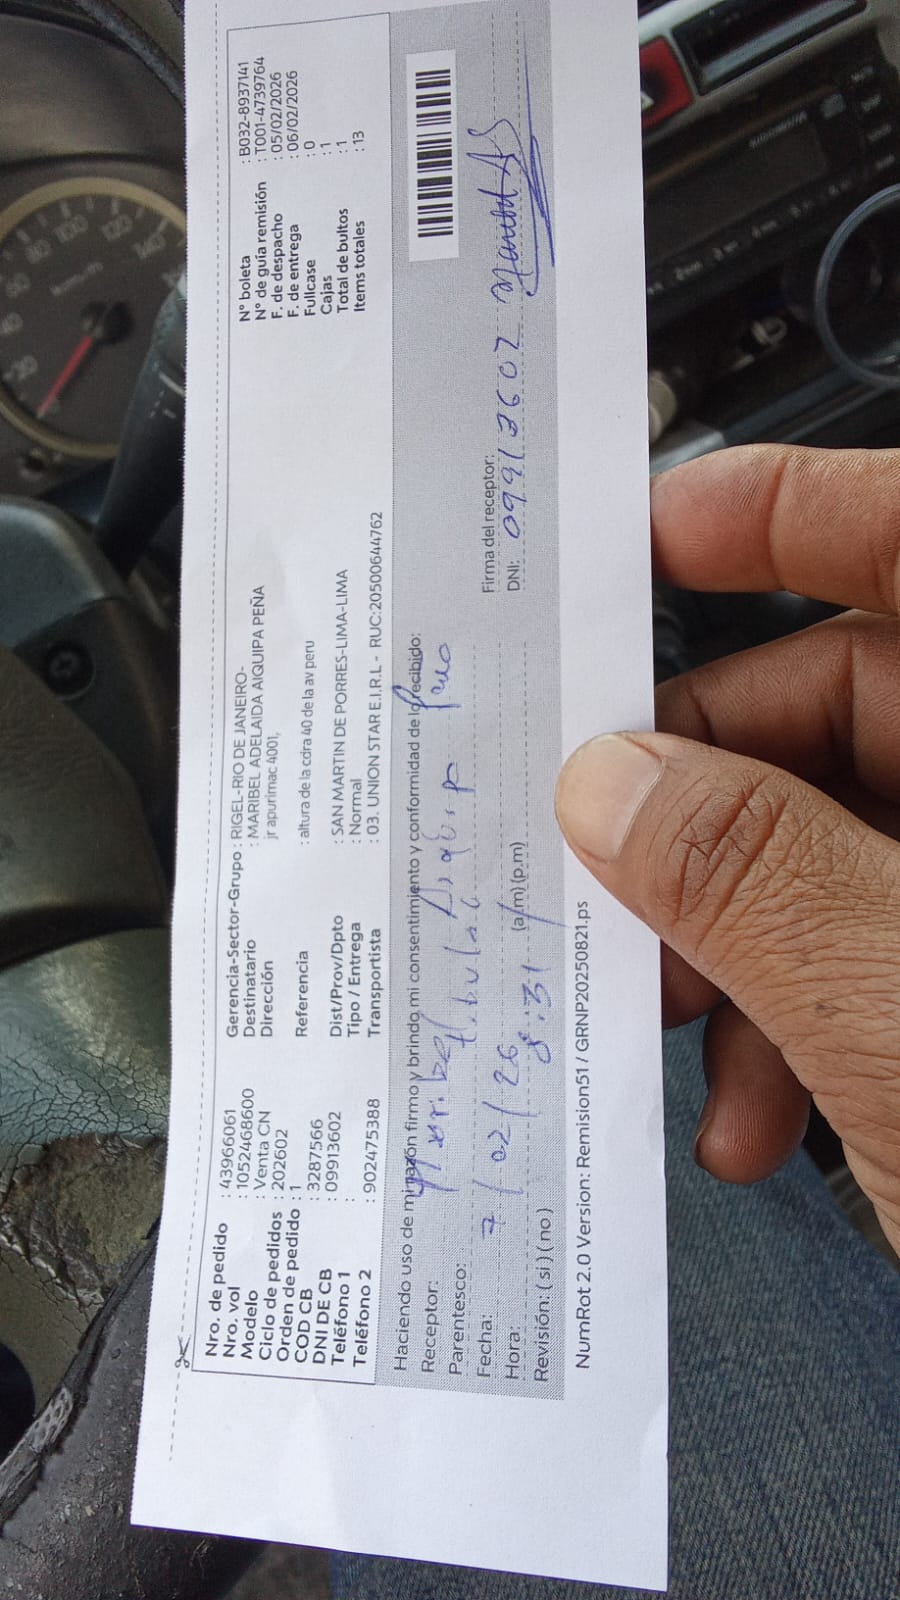 Nro. de pedido : 43966061
Nro. vol : 1052468600
Modelo : Venta CN
Ciclo de pedidos : 202602
Orden de pedido : 1
COD CB : 3287566
DNI DE CB : 09913602
Teléfono 1 :
Teléfono 2 : 902475388
Gerencia-Sector-Grupo : RIGEL-RIO DE JANEIRO-
Destinatario : MARIBEL ADELAIDA AIQUIPA PEÑA
Dirección jr apurimac 4001,
Referencia : altura de la cdra 40 de la av peru
Dist/Prov/Dpto : SAN MARTIN DE PORRES-LIMA-LIMA
Tipo / Entrega : Normal
Transportista : 03. UNION STAR E.I.R.L - RUC:20500644762
N° boleta : B032-8937141
N° de guía remisión : T001-4739764
F. de despacho : 05/02/2026
F. de entrega : 06/02/2026
Fullcase : 0
Cajas : 1
Total de bultos : 1
Items totales : 13
Haciendo uso de mi razón firmo y brindo mi consentimiento y conformidad de lo recibido:
Receptor:
Parentesco:
Fecha: 7/02/26
Hora: 8:31 (a.m)(p.m)
Revisión: ( si ) ( no )
Firma del receptor:
DNI: 09913602
NumRot 2.0 Version: Remision51 / GRNP20250821.ps